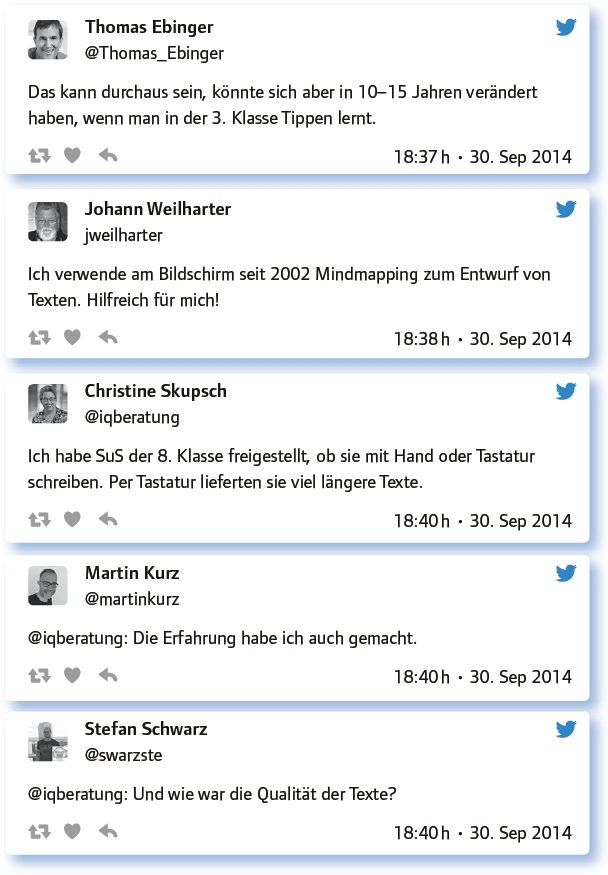 Thomas Ebinger
@Thomas_Ebinger
Das kann durchaus sein, könnte sich aber in 10–15 Jahren verändert
haben, wenn man in der 3. Klasse Tippen lernt.
18:37 h • 30. Sep 2014
Johann Weilharter
jweilharter
Ich verwende am Bildschirm seit 2002 Mindmapping zum Entwurf von
Texten. Hilfreich für mich!
18:38 h • 30. Sep 2014
Christine Skupsch
@iqberatung
Ich habe SuS der 8. Klasse freigestellt, ob sie mit Hand oder Tastatur
schreiben. Per Tastatur lieferten sie viel längere Texte.
18:40 h • 30. Sep 2014
Martin Kurz
@martinkurz
@iqberatung: Die Erfahrung habe ich auch gemacht.
18:40 h • 30. Sep 2014
Stefan Schwarz
@swarzste
@iqberatung: Und wie war die Qualität der Texte?
18:40 h • 30. Sep 2014